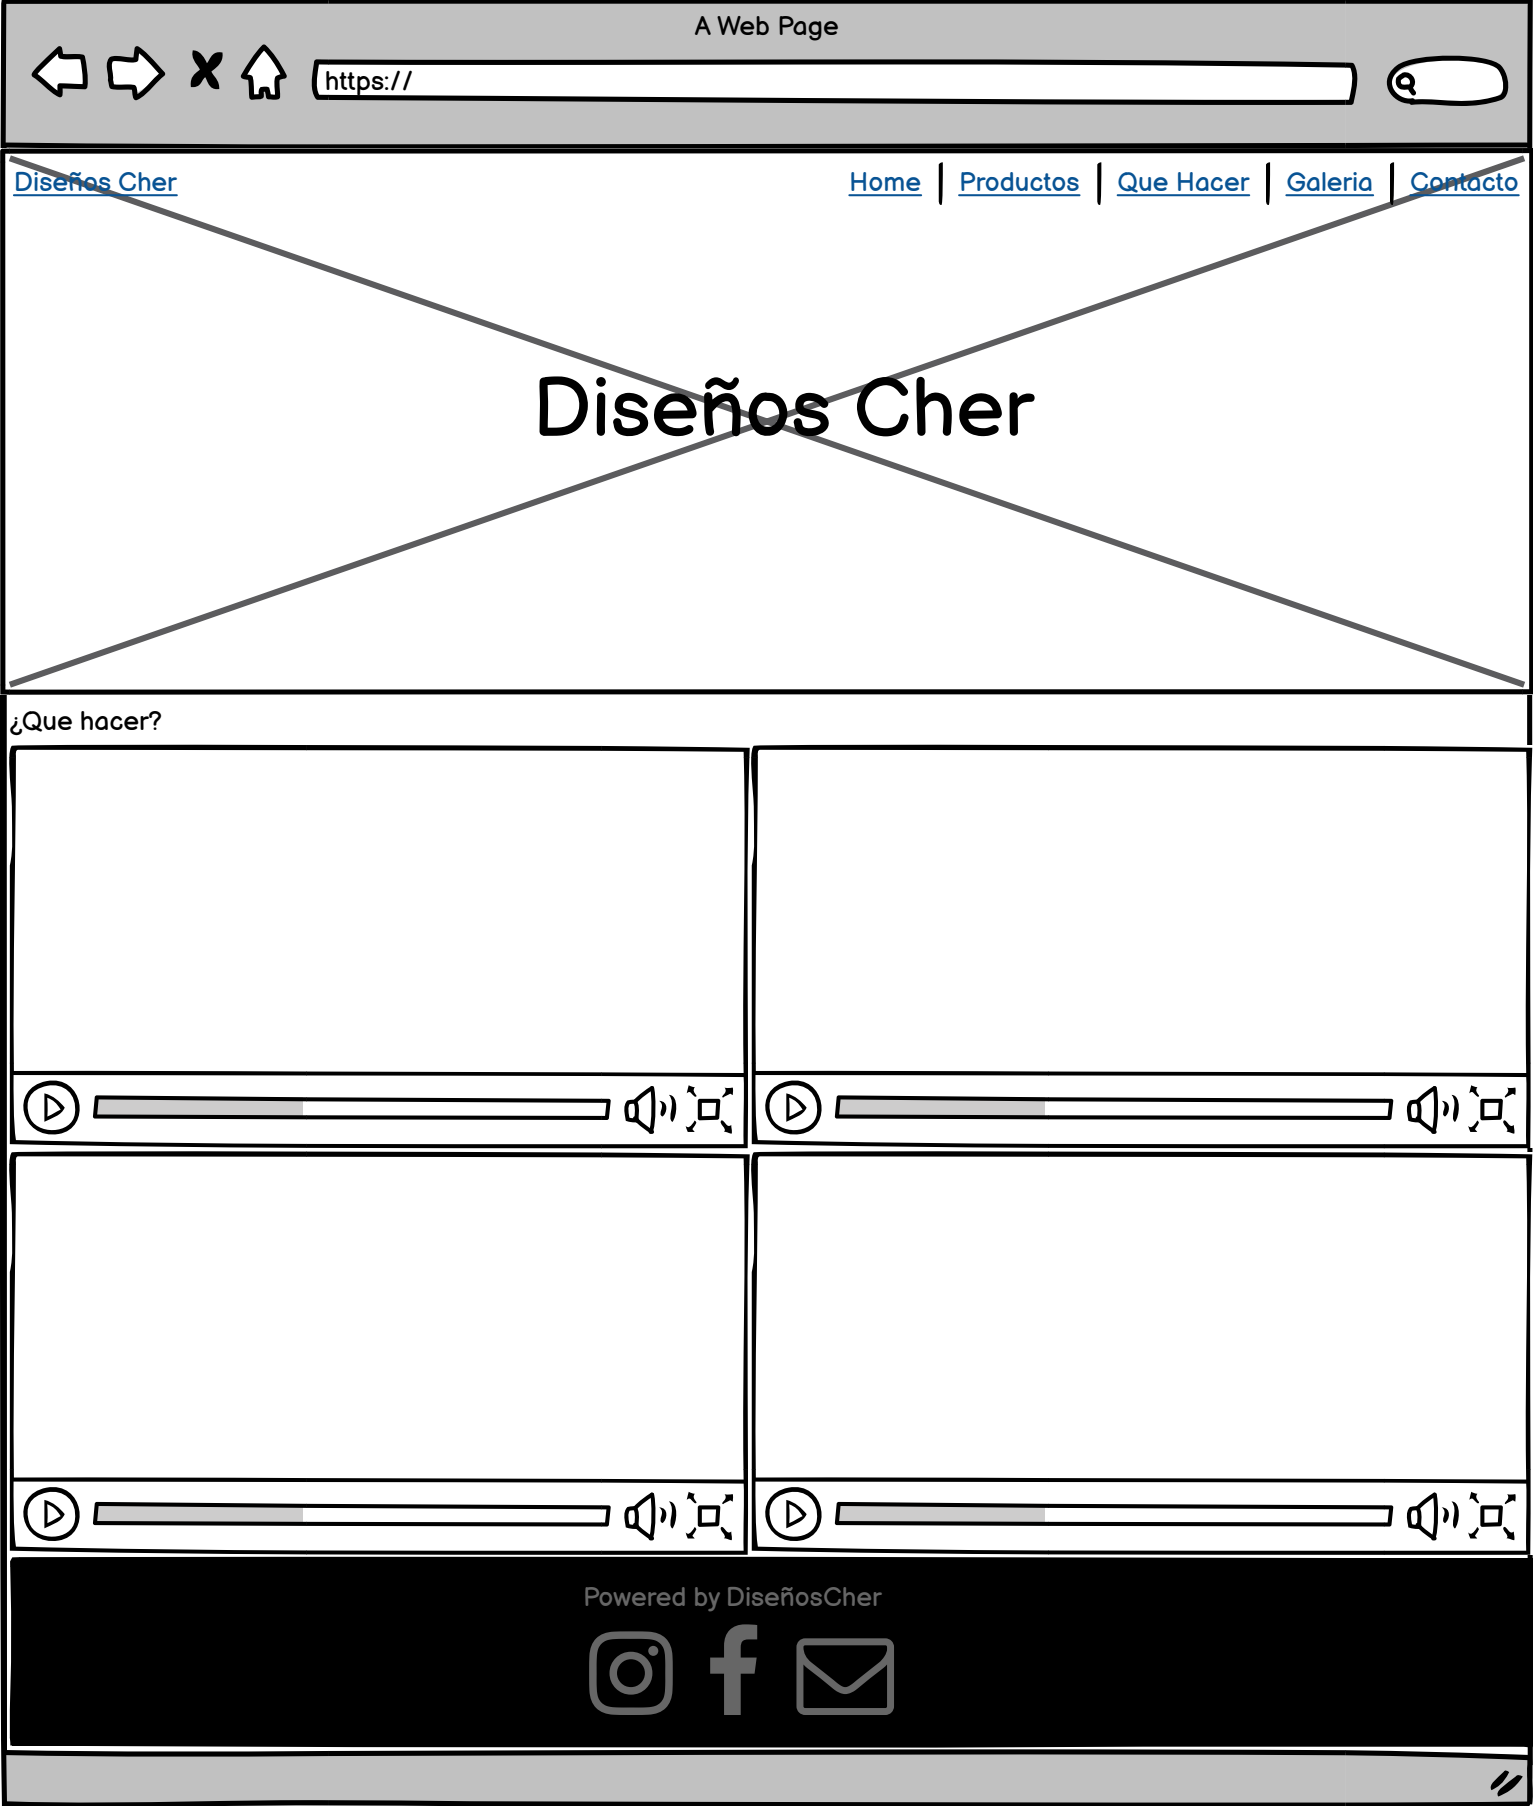 A Web Page
https://
Diseños Cher
Home Productos Que Hacer Galeria Contacto
Diseños Cher
¿Que hacer?
Powered by DiseñosCher